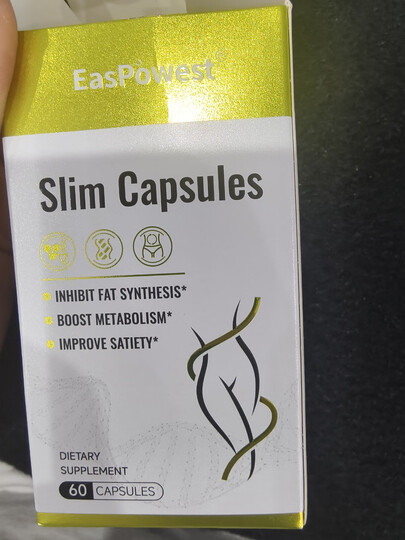 EasPowest®
Slim Capsules
INHIBIT FAT SYNTHESIS*
BOOST METABOLISM*
IMPROVE SATIETY*
DIETARY
SUPPLEMENT
60 CAPSULES